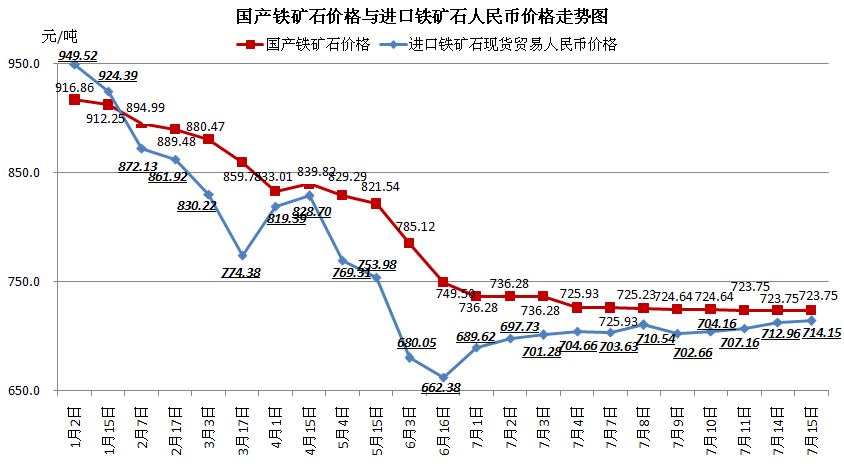 国产铁矿石价格与进口铁矿石人民币价格走势图
元/吨
国产铁矿石价格 进口铁矿石现货贸易人民币价格
950.0
850.0
750.0
650.0
949.52
924.39
916.86
912.25
894.99
889.48
880.47
859.78
833.01
839.82
829.29
821.54
785.12
749.50
736.28
736.28
736.28
725.93
725.93
725.23
724.64
724.64
723.75
723.75
723.75
872.13
861.92
830.22
774.38
819.39
828.70
769.31
753.98
680.05
662.38
689.62
697.73
701.28
704.66
703.63
710.54
702.66
704.16
707.16
712.96
714.15
1月2日
1月15日
2月7日
2月17日
3月3日
3月17日
4月1日
4月15日
5月4日
5月15日
6月3日
6月16日
7月1日
7月2日
7月3日
7月4日
7月7日
7月8日
7月9日
7月10日
7月11日
7月14日
7月15日